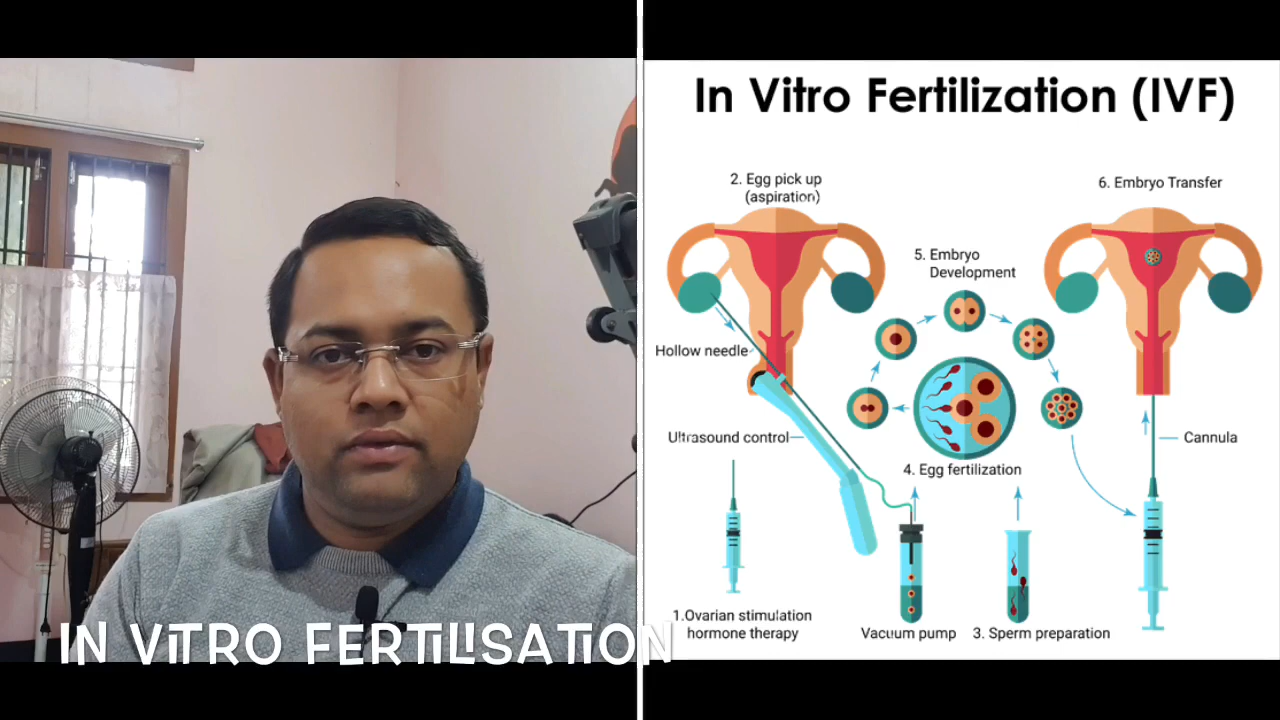 In Vitro Fertilization (IVF)
2. Egg pick up
(aspiration)
6. Embryo Transfer
5. Embryo
Development
Hollow needle
Ultrasound control
Cannula
4. Egg fertilization
1.Ovarian stimulation
hormone therapy
Vacuum pump
3. Sperm preparation
IN VITRO FERTILISATION